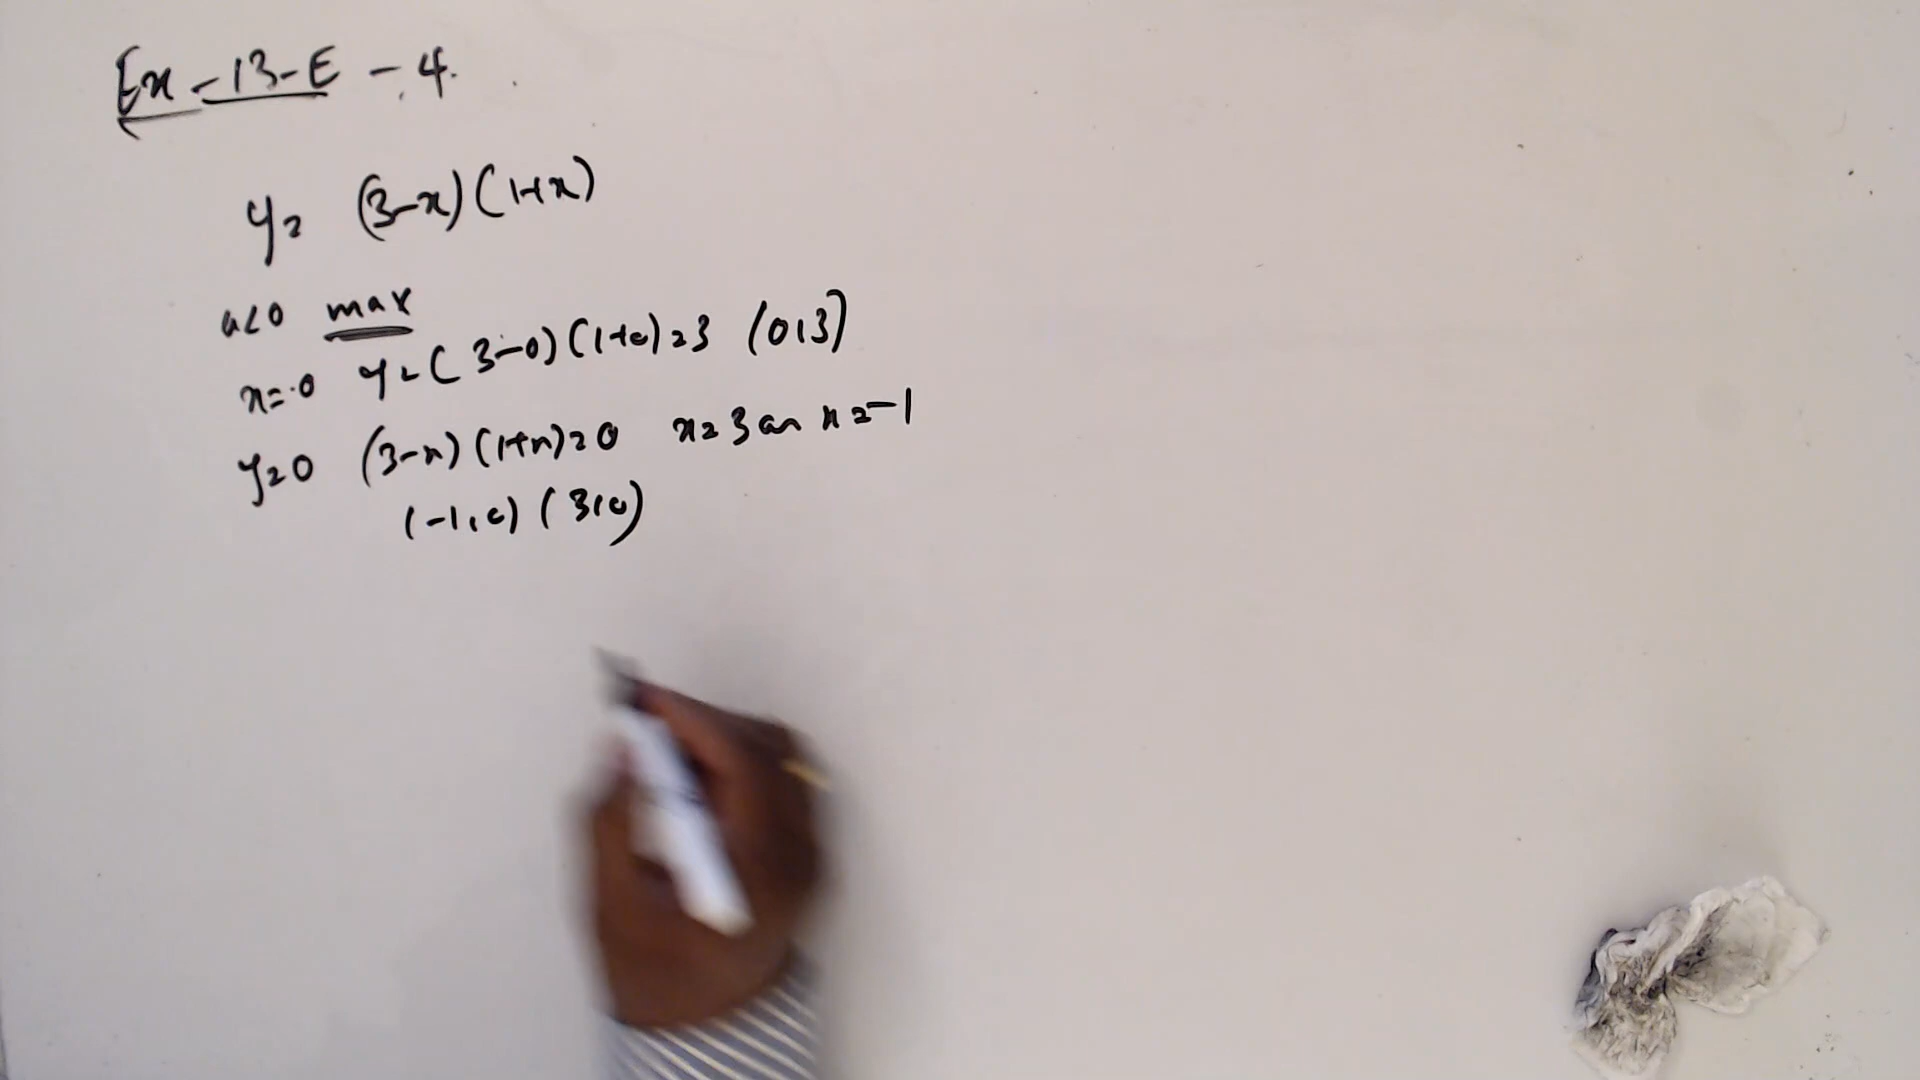 Ex-13-E - 4.
y = (3-x)(1+x)
a<0 max
x=0 y=(3-0)(1+0)=3 (0,3)
y=0 (3-x)(1+x)=0 x=3 or x=-1
(-1,0) (3,0)